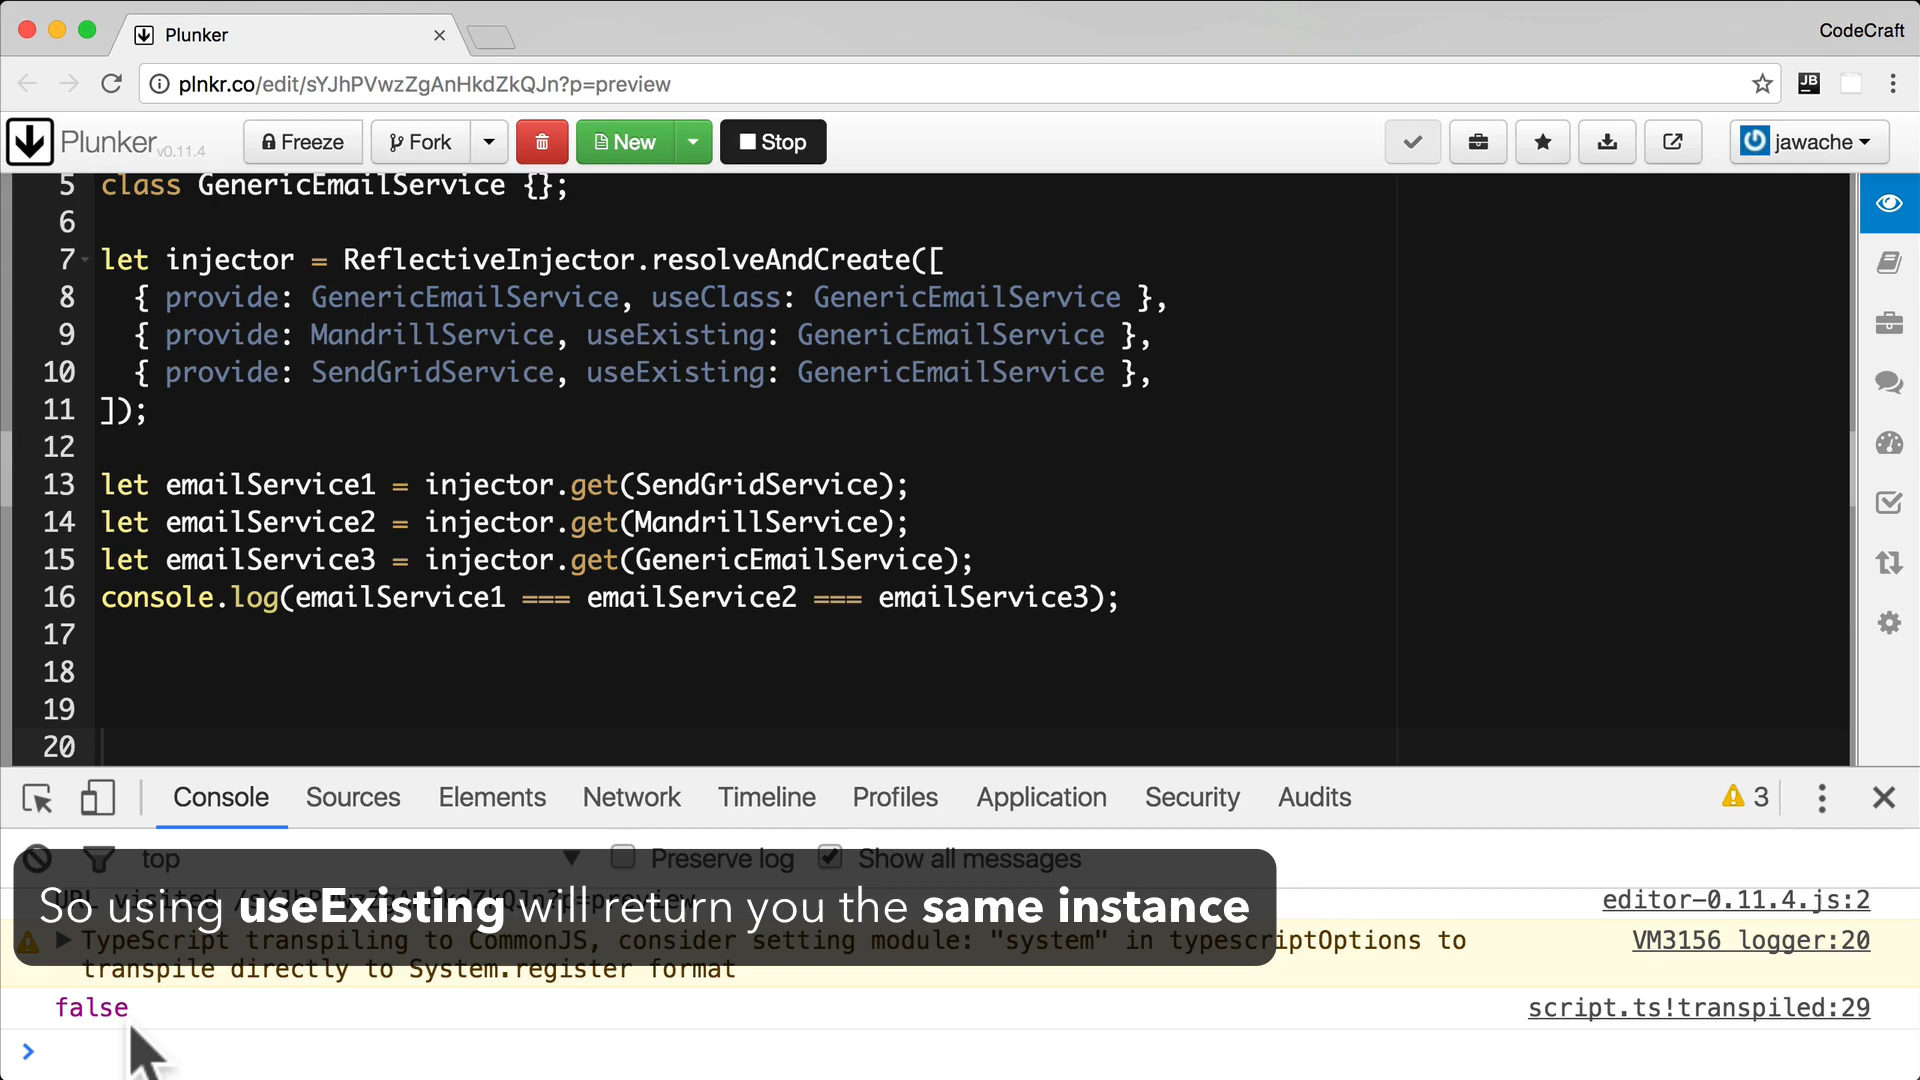 Plunker
CodeCraft
plnkr.co/edit/sYJhPVwzZgAnHkdZkQJn?p=preview
JB
Plunker v0.11.4
Freeze
Fork
New
Stop
jawache
5 class GenericEmailService {};
6
7 let injector = ReflectiveInjector.resolveAndCreate([
8 { provide: GenericEmailService, useClass: GenericEmailService },
9 { provide: MandrillService, useExisting: GenericEmailService },
10 { provide: SendGridService, useExisting: GenericEmailService },
11 ]);
12
13 let emailService1 = injector.get(SendGridService);
14 let emailService2 = injector.get(MandrillService);
15 let emailService3 = injector.get(GenericEmailService);
16 console.log(emailService1 === emailService2 === emailService3);
17
18
19
20
Console Sources Elements Network Timeline Profiles Application Security Audits 3
top Preserve log Show all messages
URL visited /sYJhPVwzZgAnHkdZkQJn?p=preview editor-0.11.4.js:2
So using useExisting will return you the same instance
TypeScript transpiling to CommonJS, consider setting module: "system" in typescriptOptions to VM3156 logger:20
transpile directly to System.register format
false script.ts!transpiled:29